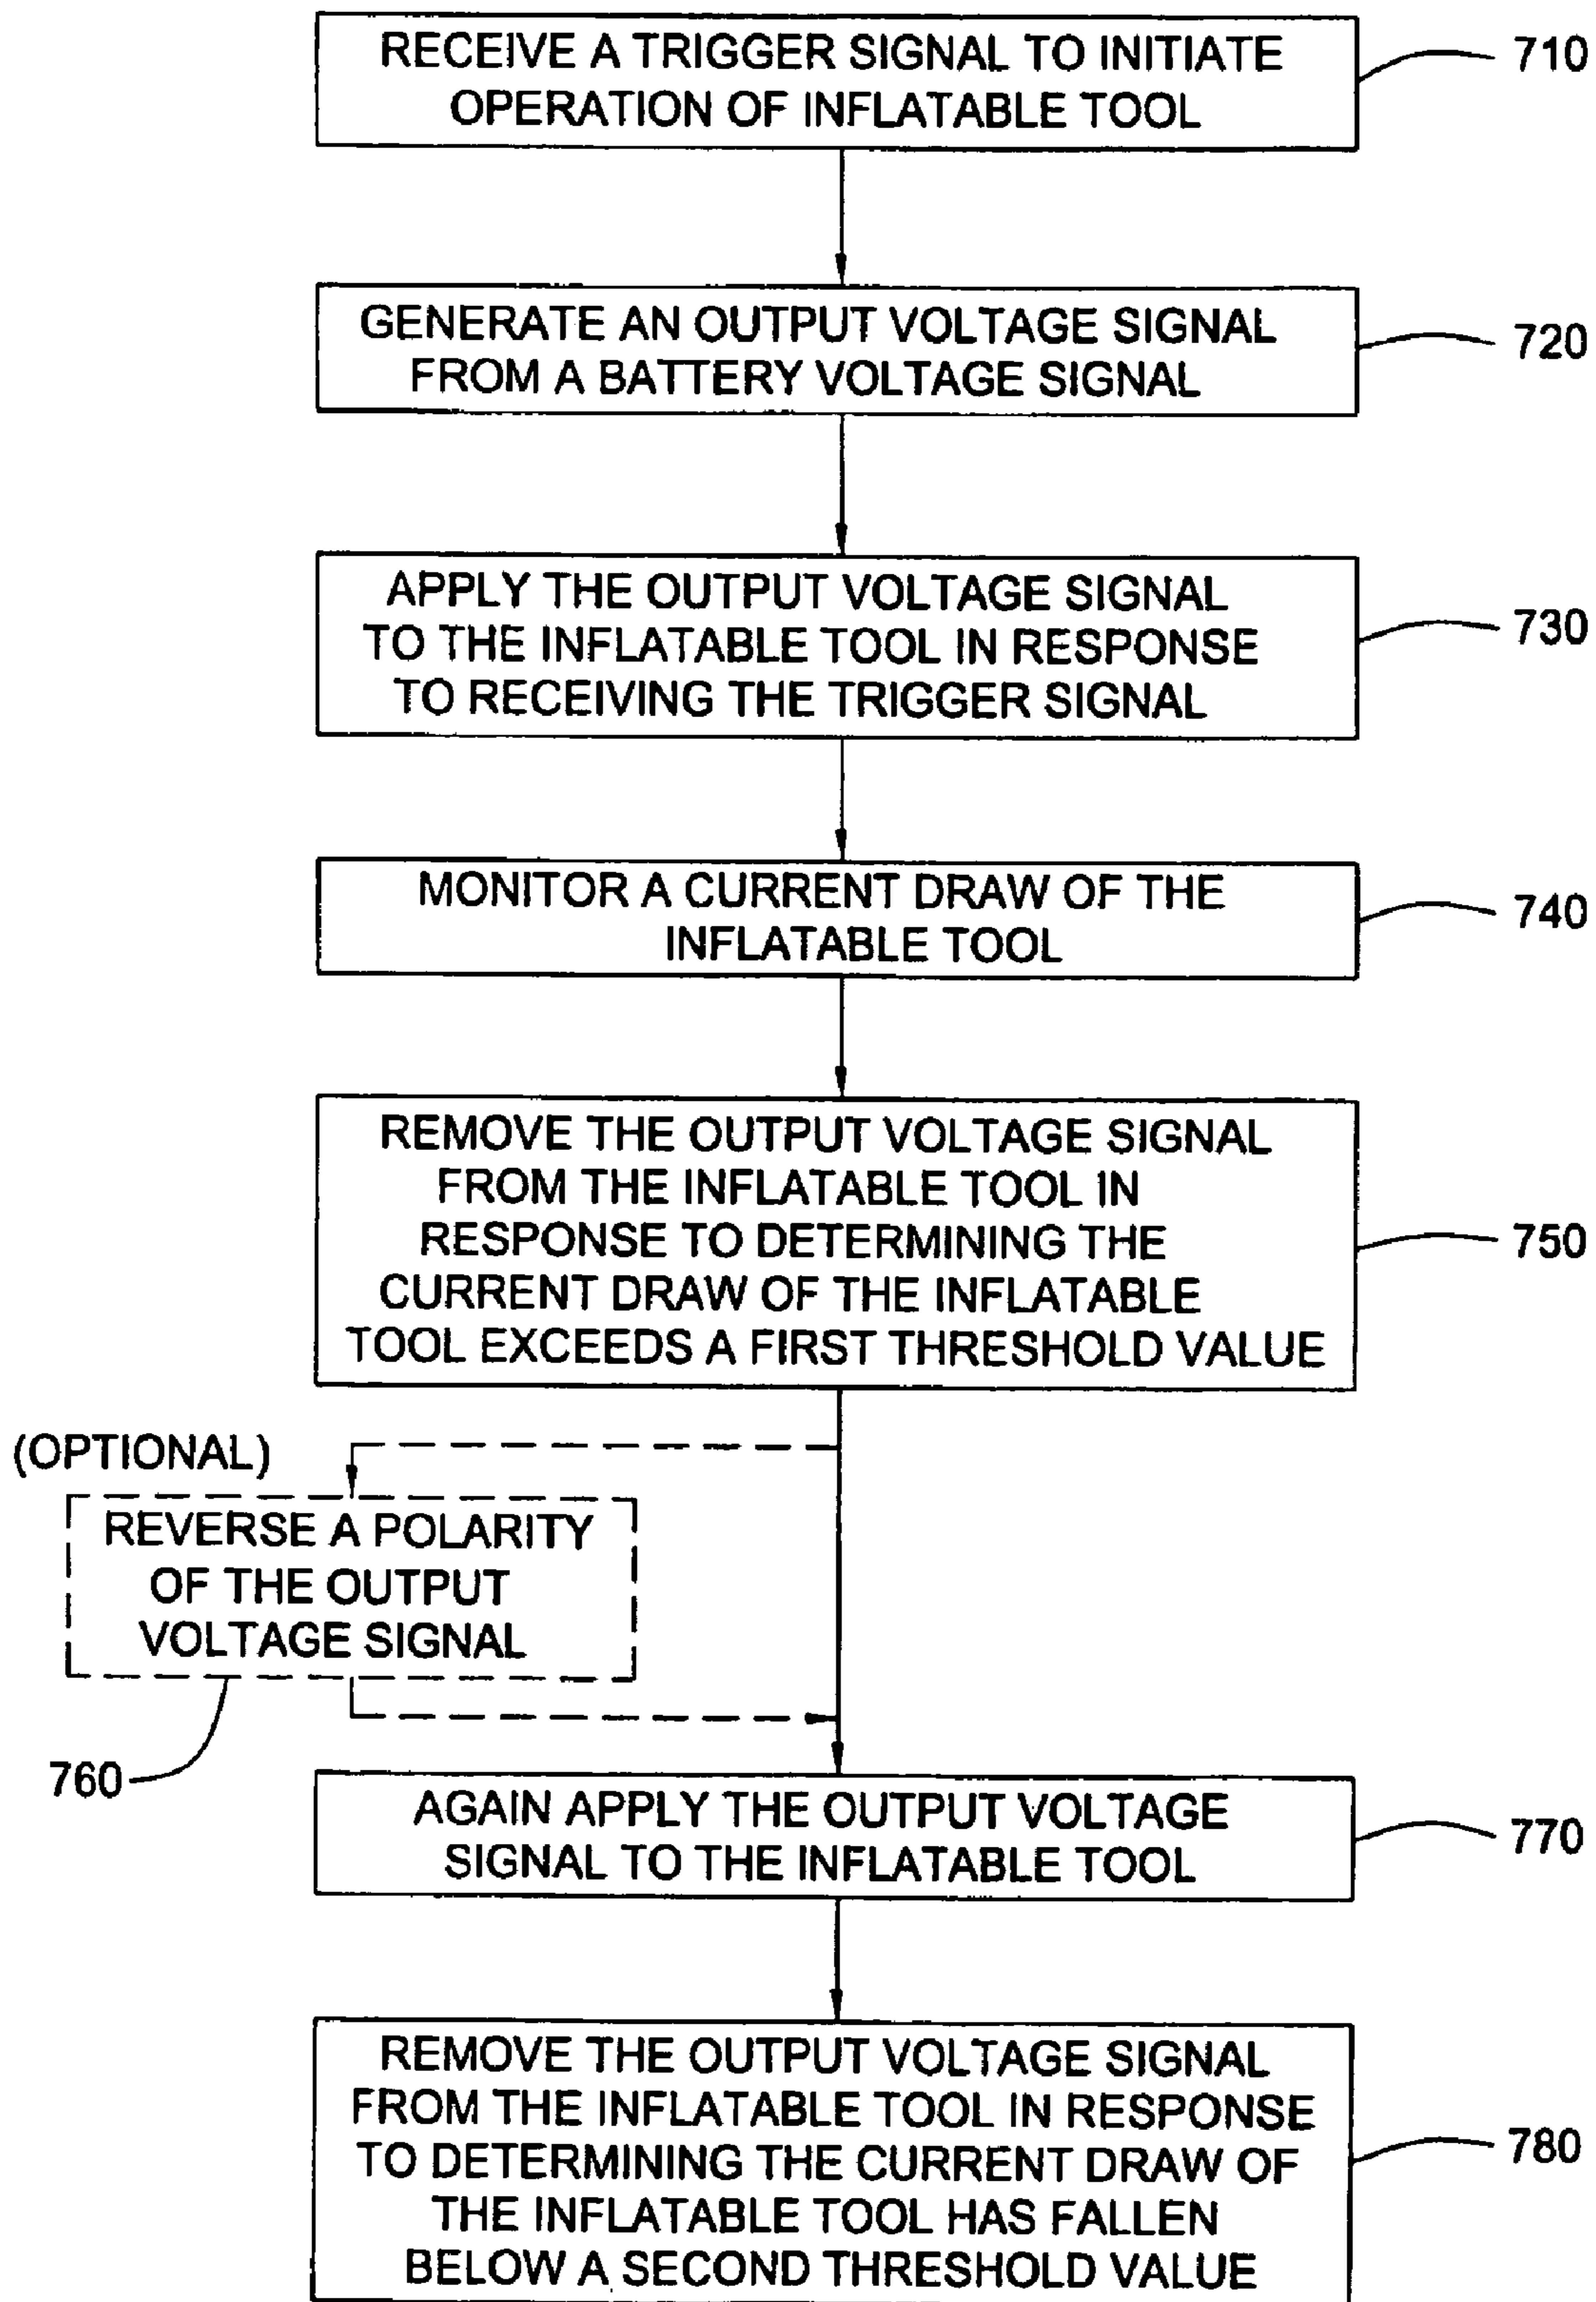 RECEIVE A TRIGGER SIGNAL TO INITIATE
OPERATION OF INFLATABLE TOOL
710
GENERATE AN OUTPUT VOLTAGE SIGNAL
FROM A BATTERY VOLTAGE SIGNAL
720
APPLY THE OUTPUT VOLTAGE SIGNAL
TO THE INFLATABLE TOOL IN RESPONSE
TO RECEIVING THE TRIGGER SIGNAL
730
MONITOR A CURRENT DRAW OF THE
INFLATABLE TOOL
740
REMOVE THE OUTPUT VOLTAGE SIGNAL
FROM THE INFLATABLE TOOL IN
RESPONSE TO DETERMINING THE
CURRENT DRAW OF THE INFLATABLE
TOOL EXCEEDS A FIRST THRESHOLD VALUE
750
(OPTIONAL)
REVERSE A POLARITY
OF THE OUTPUT
VOLTAGE SIGNAL
760
AGAIN APPLY THE OUTPUT VOLTAGE
SIGNAL TO THE INFLATABLE TOOL
770
REMOVE THE OUTPUT VOLTAGE SIGNAL
FROM THE INFLATABLE TOOL IN RESPONSE
TO DETERMINING THE CURRENT DRAW OF
THE INFLATABLE TOOL HAS FALLEN
BELOW A SECOND THRESHOLD VALUE
780